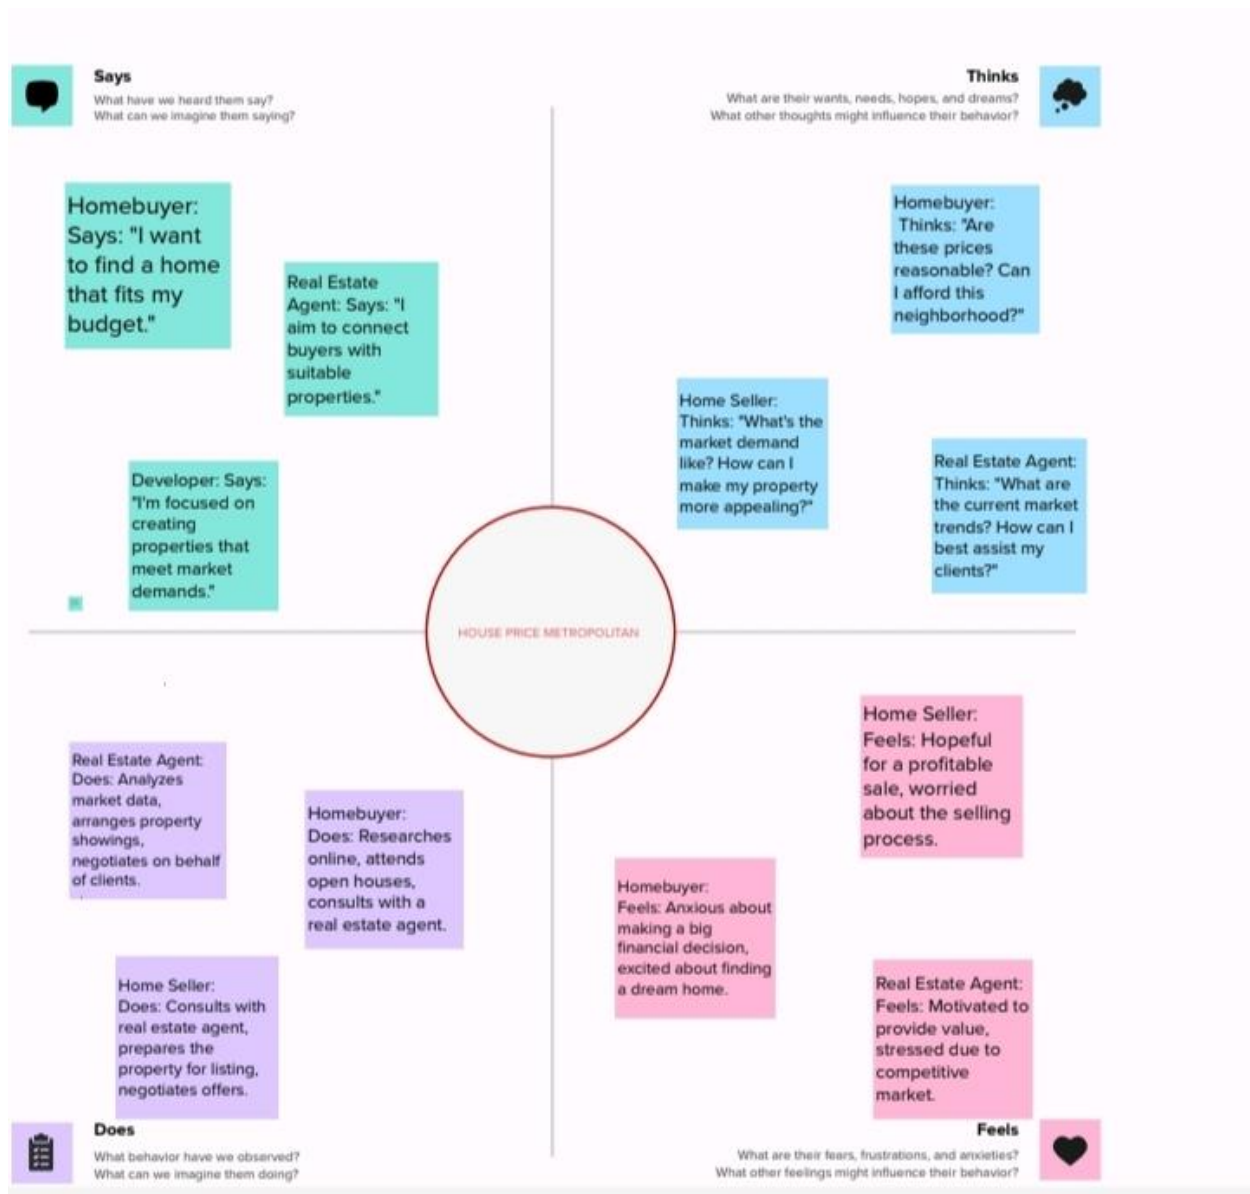 Says
What have we heard them say?
What can we imagine them saying?
Thinks
What are their wants, needs, hopes, and dreams?
What other thoughts might influence their behavior?
Homebuyer:
Says: "I want
to find a home
that fits my
budget."
Real Estate
Agent: Says: "I
aim to connect
buyers with
suitable
properties."
Developer: Says:
"I'm focused on
creating
properties that
meet market
demands."
Homebuyer:
Thinks: "Are
these prices
reasonable? Can
I afford this
neighborhood?"
Home Seller:
Thinks: "What's the
market demand
like? How can I
make my property
more appealing?"
Real Estate Agent:
Thinks: "What are
the current market
trends? How can I
best assist my
clients?"
HOUSE PRICE METROPOLITAN
Real Estate Agent:
Does: Analyzes
market data,
arranges property
showings,
negotiates on behalf
of clients.
Homebuyer:
Does: Researches
online, attends
open houses,
consults with a
real estate agent.
Home Seller:
Does: Consults with
real estate agent,
prepares the
property for listing,
negotiates offers.
Home Seller:
Feels: Hopeful
for a profitable
sale, worried
about the selling
process.
Homebuyer:
Feels: Anxious about
making a big
financial decision,
excited about finding
a dream home.
Real Estate Agent:
Feels: Motivated to
provide value,
stressed due to
competitive
market.
Does
What behavior have we observed?
What can we imagine them doing?
Feels
What are their fears, frustrations, and anxieties?
What other feelings might influence their behavior?